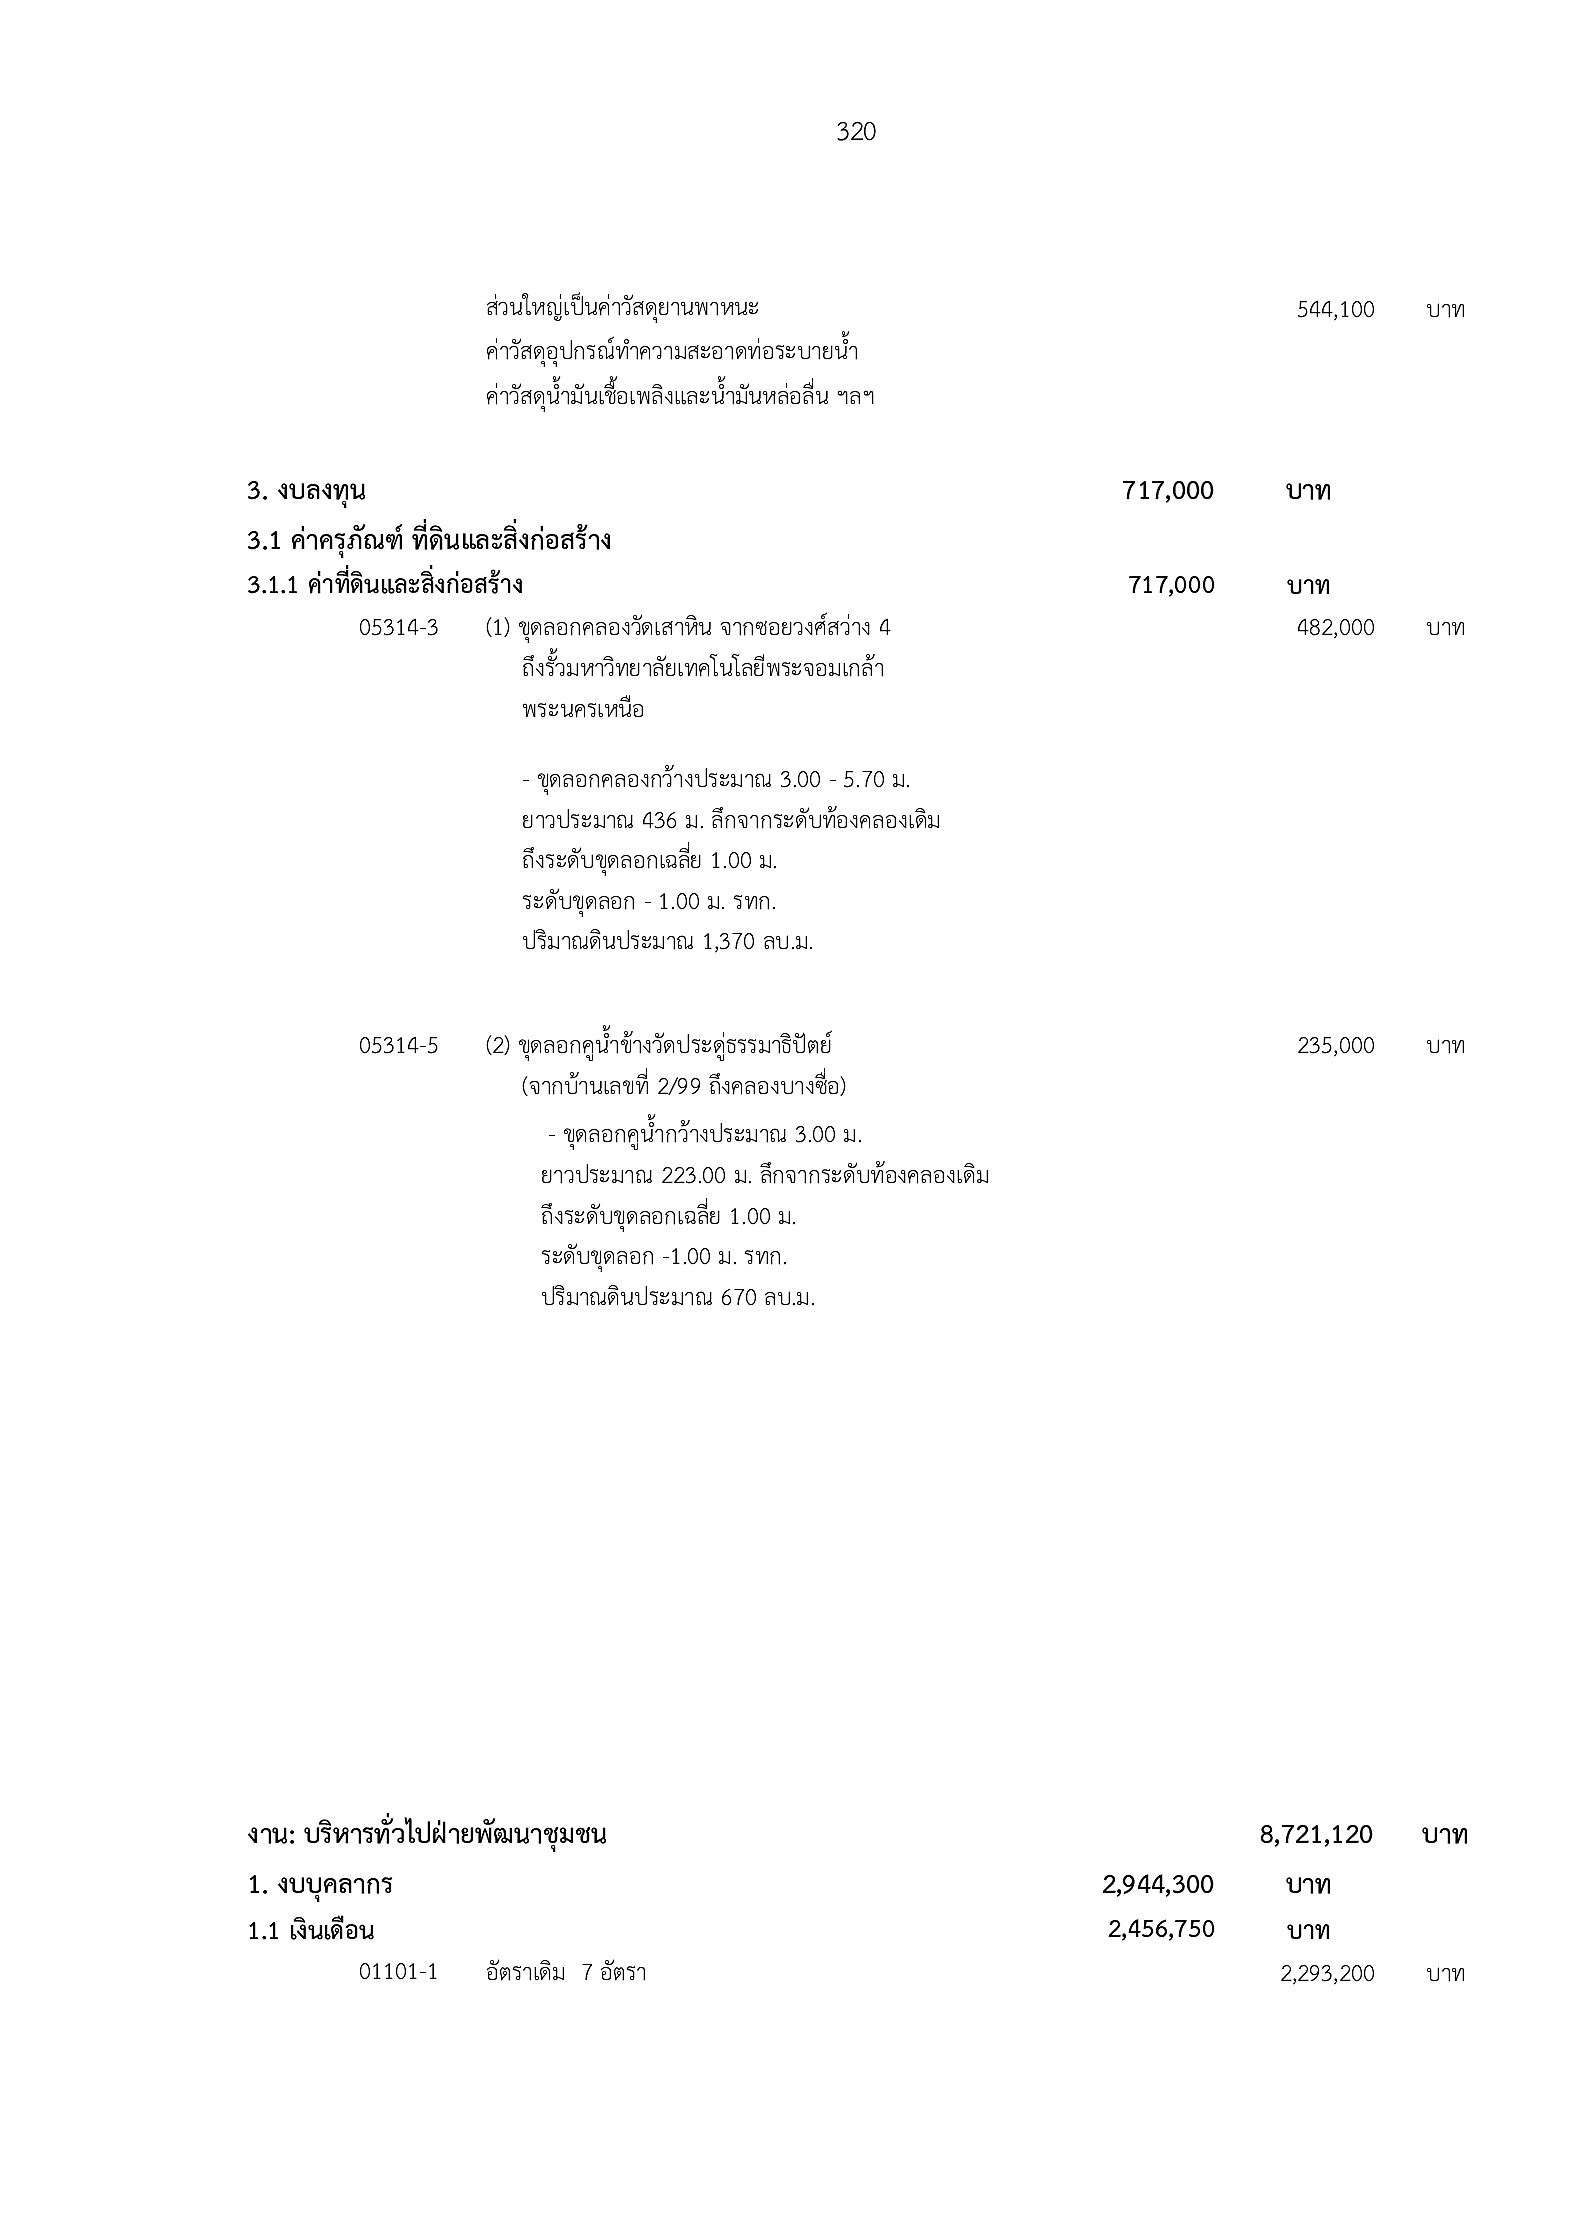 320
ส่วนใหญ่เป็นค่าวัสดุยานพาหนะ 544,100 บาท
ค่าวัสดุอุปกรณ์ทำความสะอาดท่อระบายน้ำ
ค่าวัสดุน้ำมันเชื้อเพลิงและน้ำมันหล่อลื่น ฯลฯ
3. งบลงทุน 717,000 บาท
3.1 ค่าครุภัณฑ์ ที่ดินและสิ่งก่อสร้าง
3.1.1 ค่าที่ดินและสิ่งก่อสร้าง 717,000 บาท
05314-3 (1) ขุดลอกคลองวัดเสาหิน จากซอยวงศ์สว่าง 4 482,000 บาท
ถึงรั้วมหาวิทยาลัยเทคโนโลยีพระจอมเกล้า
พระนครเหนือ
- ขุดลอกคลองกว้างประมาณ 3.00 - 5.70 ม.
ยาวประมาณ 436 ม. ลึกจากระดับท้องคลองเดิม
ถึงระดับขุดลอกเฉลี่ย 1.00 ม.
ระดับขุดลอก - 1.00 ม. รทก.
ปริมาณดินประมาณ 1,370 ลบ.ม.
05314-5 (2) ขุดลอกคูน้ำข้างวัดประดู่ธรรมาธิปัตย์ 235,000 บาท
(จากบ้านเลขที่ 2/99 ถึงคลองบางซื่อ)
- ขุดลอกคูน้ำกว้างประมาณ 3.00 ม.
ยาวประมาณ 223.00 ม. ลึกจากระดับท้องคลองเดิม
ถึงระดับขุดลอกเฉลี่ย 1.00 ม.
ระดับขุดลอก -1.00 ม. รทก.
ปริมาณดินประมาณ 670 ลบ.ม.
งาน: บริหารทั่วไปฝ่ายพัฒนาชุมชน 8,721,120 บาท
1. งบบุคลากร 2,944,300 บาท
1.1 เงินเดือน 2,456,750 บาท
01101-1 อัตราเดิม 7 อัตรา 2,293,200 บาท